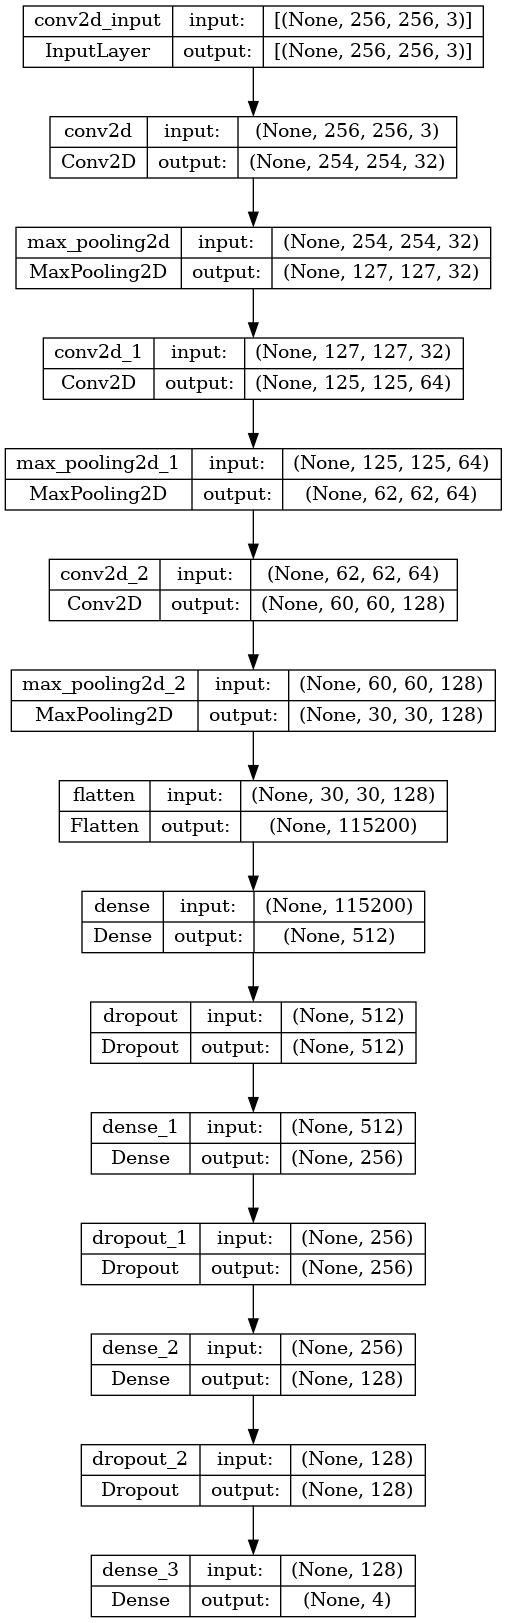 conv2d_input input: [(None, 256, 256, 3)]
InputLayer output: [(None, 256, 256, 3)]
conv2d input: (None, 256, 256, 3)
Conv2D output: (None, 254, 254, 32)
max_pooling2d input: (None, 254, 254, 32)
MaxPooling2D output: (None, 127, 127, 32)
conv2d_1 input: (None, 127, 127, 32)
Conv2D output: (None, 125, 125, 64)
max_pooling2d_1 input: (None, 125, 125, 64)
MaxPooling2D output: (None, 62, 62, 64)
conv2d_2 input: (None, 62, 62, 64)
Conv2D output: (None, 60, 60, 128)
max_pooling2d_2 input: (None, 60, 60, 128)
MaxPooling2D output: (None, 30, 30, 128)
flatten input: (None, 30, 30, 128)
Flatten output: (None, 115200)
dense input: (None, 115200)
Dense output: (None, 512)
dropout input: (None, 512)
Dropout output: (None, 512)
dense_1 input: (None, 512)
Dense output: (None, 256)
dropout_1 input: (None, 256)
Dropout output: (None, 256)
dense_2 input: (None, 256)
Dense output: (None, 128)
dropout_2 input: (None, 128)
Dropout output: (None, 128)
dense_3 input: (None, 128)
Dense output: (None, 4)